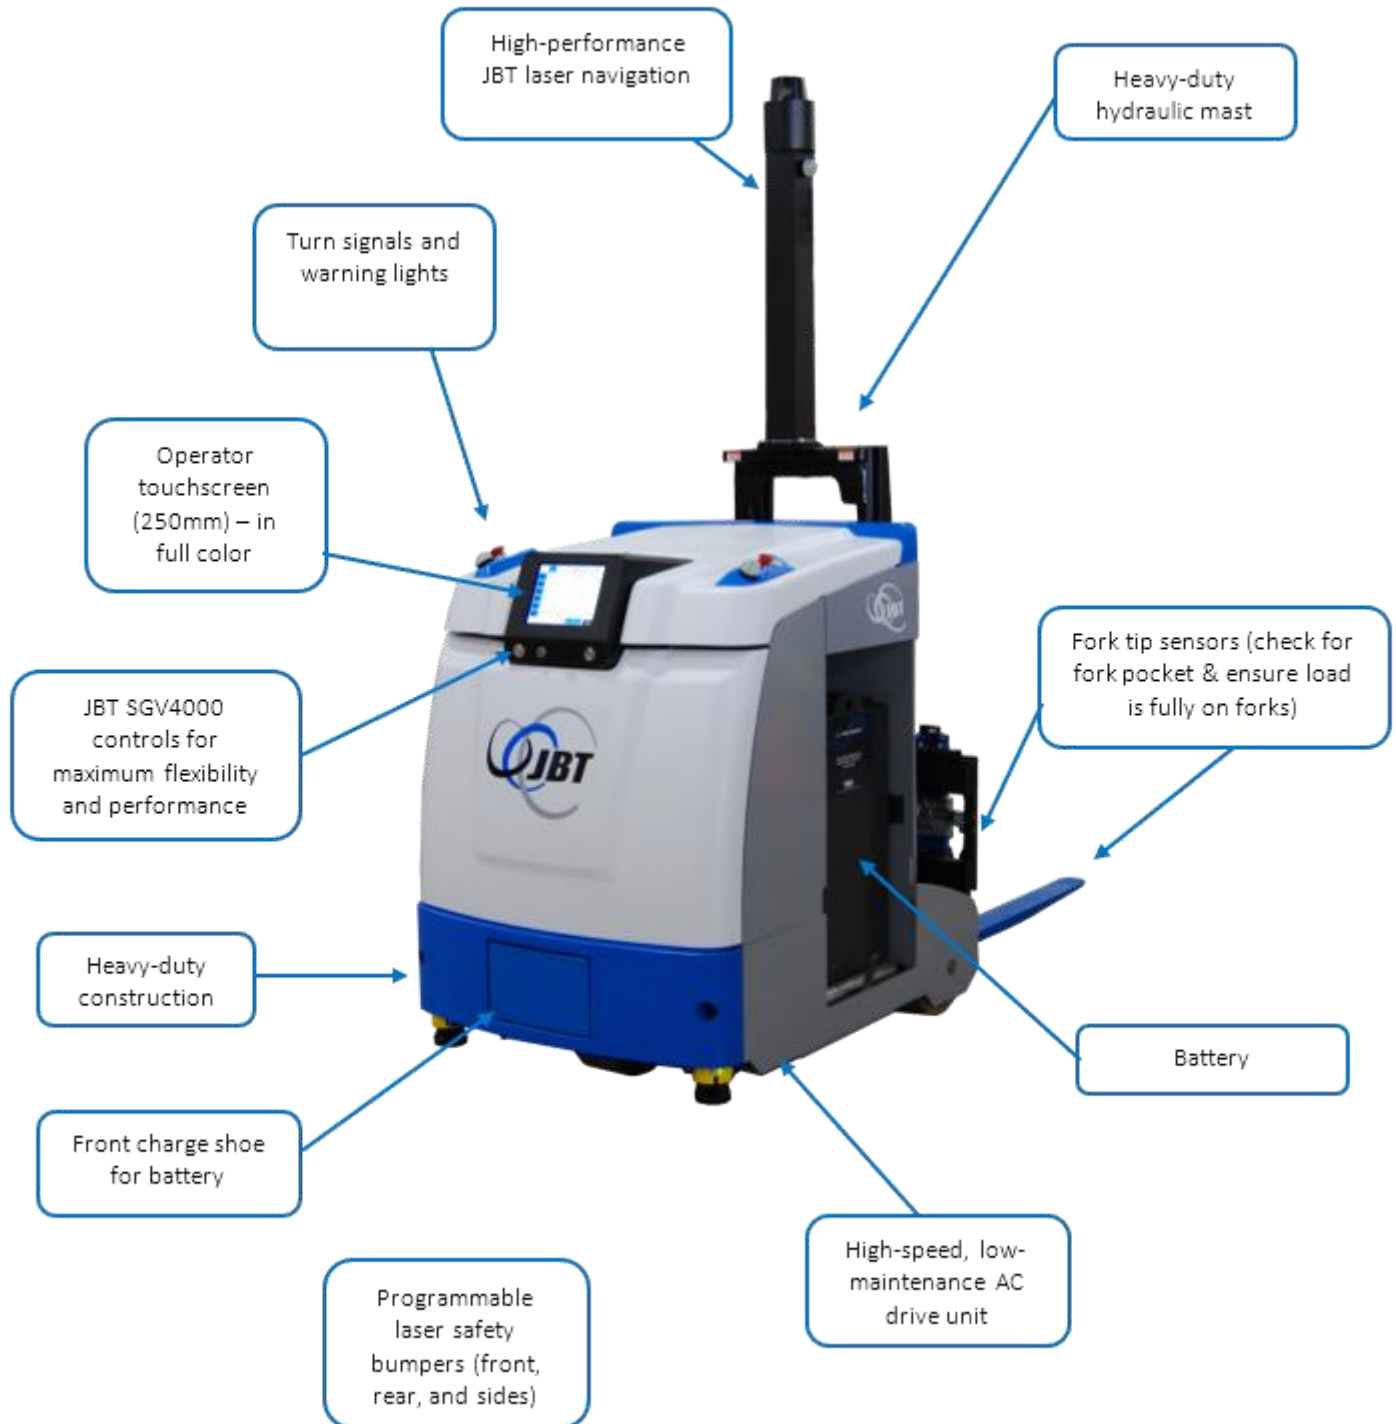 High-performance
JBT laser navigation
Heavy-duty
hydraulic mast
Turn signals and
warning lights
Operator
touchscreen
(250mm) – in
full color
JBT
Fork tip sensors (check for
fork pocket & ensure load
is fully on forks)
JBT SGV4000
controls for
maximum flexibility
and performance
JBT
Heavy-duty
construction
Battery
Front charge shoe
for battery
High-speed, low-
maintenance AC
drive unit
Programmable
laser safety
bumpers (front,
rear, and sides)